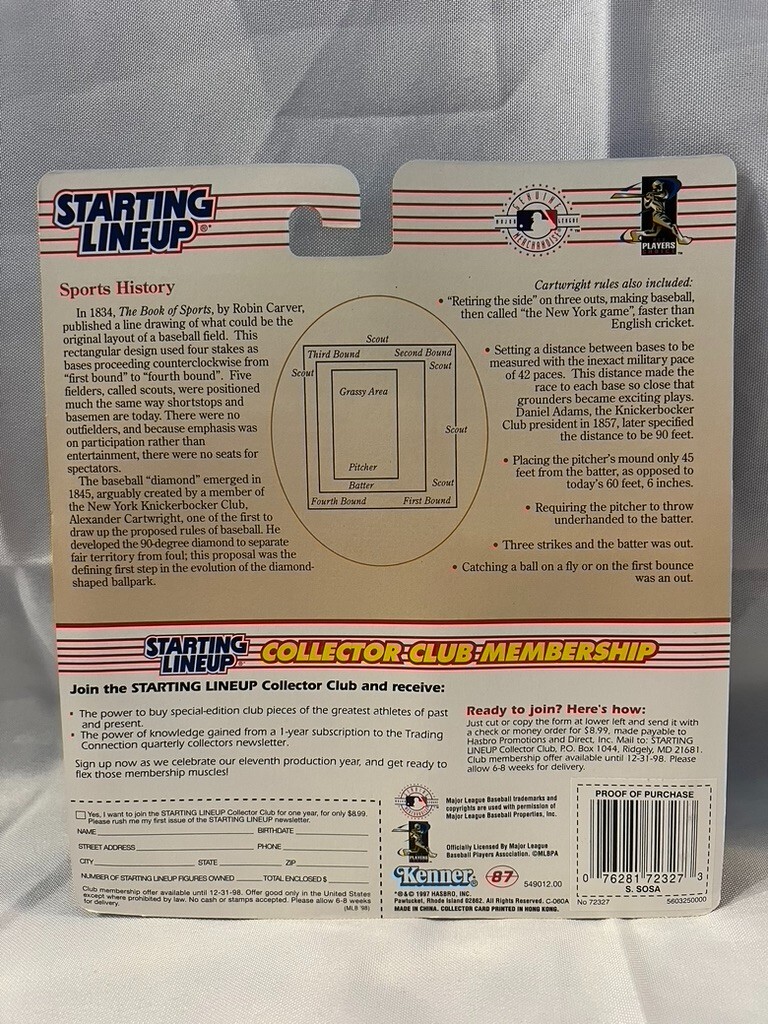 STARTING
LINEUP®
GENUINE
MAJOR LEAGUE
MERCHANDISE
PLAYERS
CHOICE
Sports History
In 1834, The Book of Sports, by Robin Carver,
published a line drawing of what could be the
original layout of a baseball field. This
rectangular design used four stakes as
bases proceeding counterclockwise from
“first bound” to “fourth bound”. Five
fielders, called scouts, were positioned
much the same way shortstops and
basemen are today. There were no
outfielders, and because emphasis was
on participation rather than
entertainment, there were no seats for
spectators.
The baseball “diamond” emerged in
1845, arguably created by a member of
the New York Knickerbocker Club,
Alexander Cartwright, one of the first to
draw up the proposed rules of baseball. He
developed the 90-degree diamond to separate
fair territory from foul; this proposal was the
defining first step in the evolution of the diamond-
shaped ballpark.
Scout
Third Bound Second Bound
Scout Scout
Grassy Area
Scout
Pitcher
Batter Scout
Fourth Bound First Bound
Cartwright rules also included:
• “Retiring the side” on three outs, making baseball,
then called “the New York game”, faster than
English cricket.
• Setting a distance between bases to be
measured with the inexact military pace
of 42 paces. This distance made the
race to each base so close that
grounders became exciting plays.
Daniel Adams, the Knickerbocker
Club president in 1857, later specified
the distance to be 90 feet.
• Placing the pitcher's mound only 45
feet from the batter, as opposed to
today's 60 feet, 6 inches.
• Requiring the pitcher to throw
underhanded to the batter.
• Three strikes and the batter was out.
• Catching a ball on a fly or on the first bounce
was an out.
STARTING
LINEUP® COLLECTOR CLUB MEMBERSHIP
Join the STARTING LINEUP Collector Club and receive:
• The power to buy special-edition club pieces of the greatest athletes of past
and present.
• The power of knowledge gained from a 1-year subscription to the Trading
Connection quarterly collectors newsletter.
Sign up now as we celebrate our eleventh production year, and get ready to
flex those membership muscles!
Ready to join? Here's how:
Just cut or copy the form at lower left and send it with
a check or money order for $8.99, made payable to
Hasbro Promotions and Direct, Inc. Mail to: STARTING
LINEUP Collector Club, P.O. Box 1044, Ridgely, MD 21681.
Club membership offer available until 12-31-98. Please
allow 6-8 weeks for delivery.
Yes, I want to join the STARTING LINEUP Collector Club for one year, for only $8.99.
Please rush me my first issue of the STARTING LINEUP newsletter.
NAME BIRTHDATE
STREET ADDRESS PHONE
CITY STATE ZIP
NUMBER OF STARTING LINEUP FIGURES OWNED TOTAL ENCLOSED $
Club membership offer available until 12-31-98. Offer good only in the United States
except where prohibited by law. No cash or stamps accepted. Please allow 6-8 weeks
for delivery. (MLB '98)
Major League Baseball trademarks and
copyrights are used with permission of
Major League Baseball Properties, Inc.
PLAYERS
Officially Licensed By Major League
Baseball Players Association. ©MLBPA
Kenner® 87 549012.00
*®&© 1997 HASBRO, INC.
Pawtucket, Rhode Island 02862. All Rights Reserved. C-060A
MADE IN CHINA. COLLECTOR CARD PRINTED IN HONG KONG.
PROOF OF PURCHASE
0 76281 72327 3
S. SOSA
No 72327 5603250000